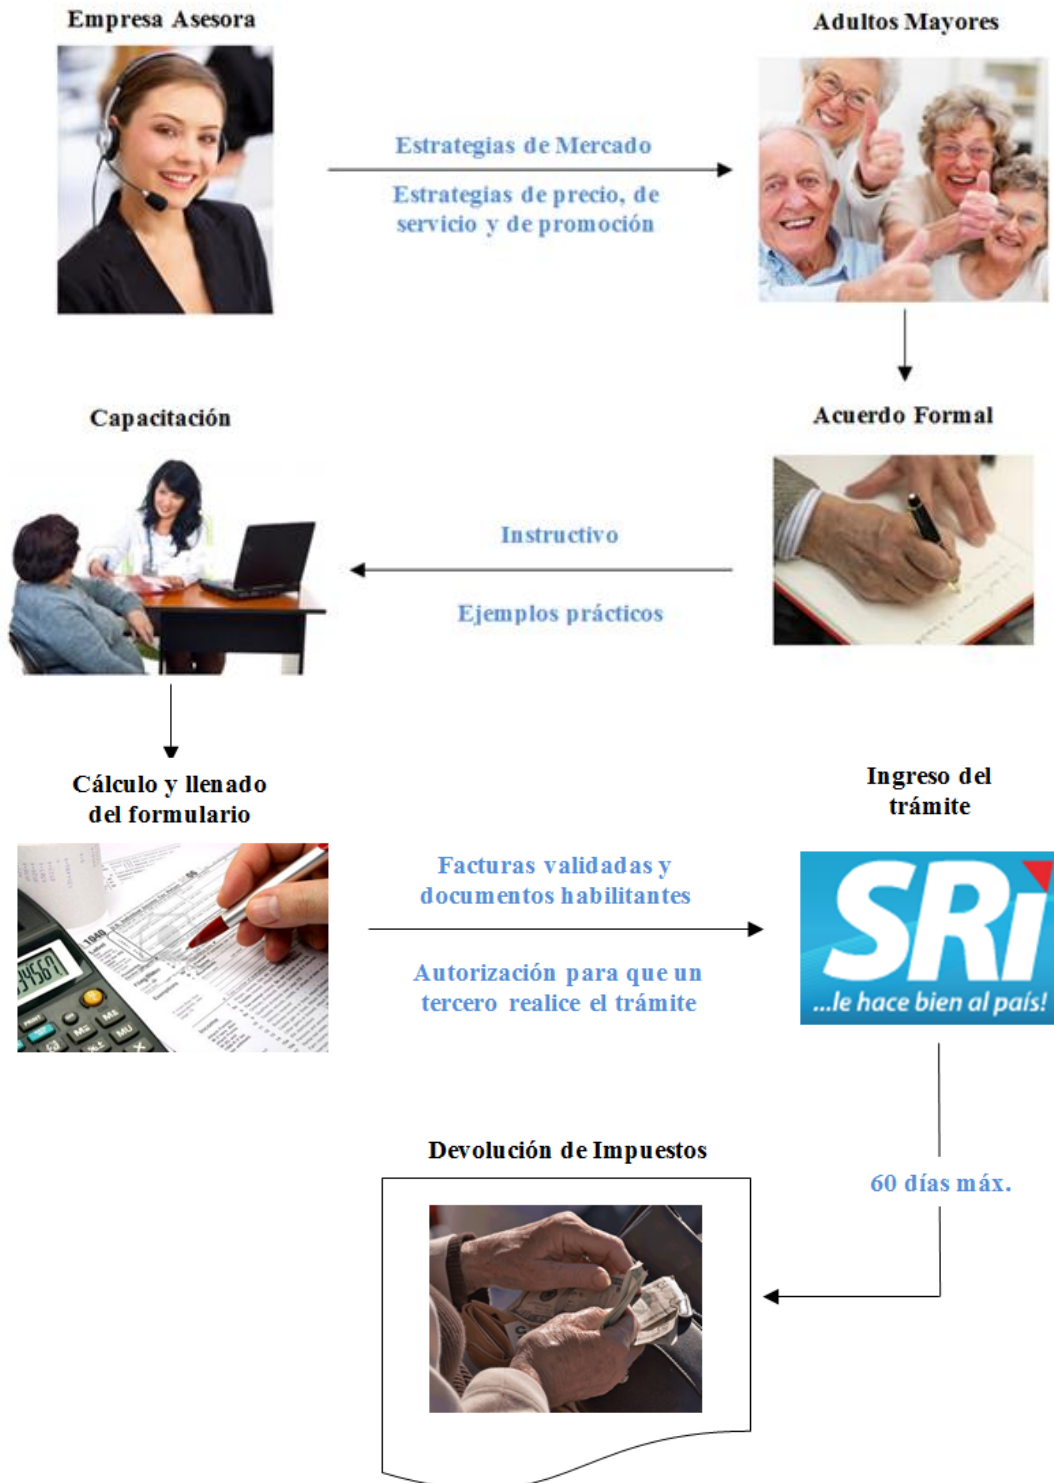 Empresa Asesora
Adultos Mayores
Estrategias de Mercado
Estrategias de precio, de
servicio y de promoción
Capacitación
Acuerdo Formal
Instructivo
Ejemplos prácticos
Cálculo y llenado
del formulario
Ingreso del
trámite
Facturas validadas y
documentos habilitantes
Autorización para que un
tercero realice el trámite
1040
SRi
...le hace bien al país!
Devolución de Impuestos
60 días máx.